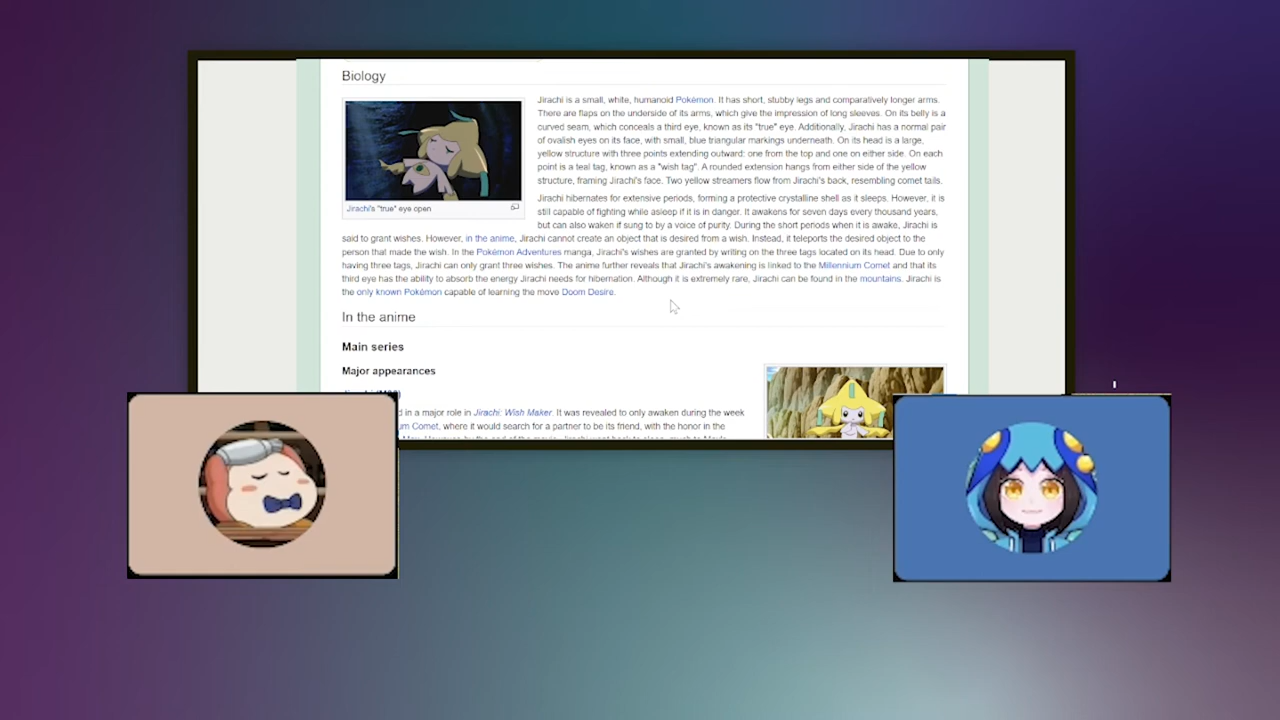 Biology
Jirachi is a small, white, humanoid Pokémon. It has short, stubby legs and comparatively longer arms.
There are flaps on the underside of its arms, which give the impression of long sleeves. On its belly is a
curved seam, which conceals a third eye, known as its "true" eye. Additionally, Jirachi has a normal pair
of ovalish eyes on its face, with small, blue triangular markings underneath. On its head is a large,
yellow structure with three points extending outward: one from the top and one on either side. On each
point is a teal tag, known as a "wish tag". A rounded extension hangs from either side of the yellow
structure, framing Jirachi's face. Two yellow streamers flow from Jirachi's back, resembling comet tails.
Jirachi's "true" eye open
Jirachi hibernates for extensive periods, forming a protective crystalline shell as it sleeps. However, it is
still capable of fighting while asleep if it is in danger. It awakens for seven days every thousand years,
but can also waken if sung to by a voice of purity. During the short periods when it is awake, Jirachi is
said to grant wishes. However, in the anime, Jirachi cannot create an object that is desired from a wish. Instead, it teleports the desired object to the
person that made the wish. In the Pokémon Adventures manga, Jirachi's wishes are granted by writing on the three tags located on its head. Due to only
having three tags, Jirachi can only grant three wishes. The anime further reveals that Jirachi's awakening is linked to the Millennium Comet and that its
third eye has the ability to absorb the energy Jirachi needs for hibernation. Although it is extremely rare, Jirachi can be found in the mountains. Jirachi is
the only known Pokémon capable of learning the move Doom Desire.
In the anime
Main series
Major appearances
d in a major role in Jirachi: Wish Maker. It was revealed to only awaken during the week
um Comet, where it would search for a partner to be its friend, with the honor in the